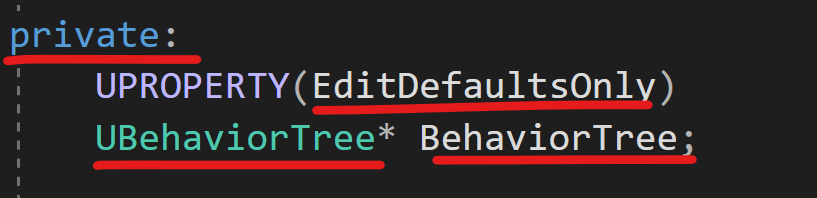 private:
UPROPERTY(EditDefaultsOnly)
UBehaviorTree* BehaviorTree;